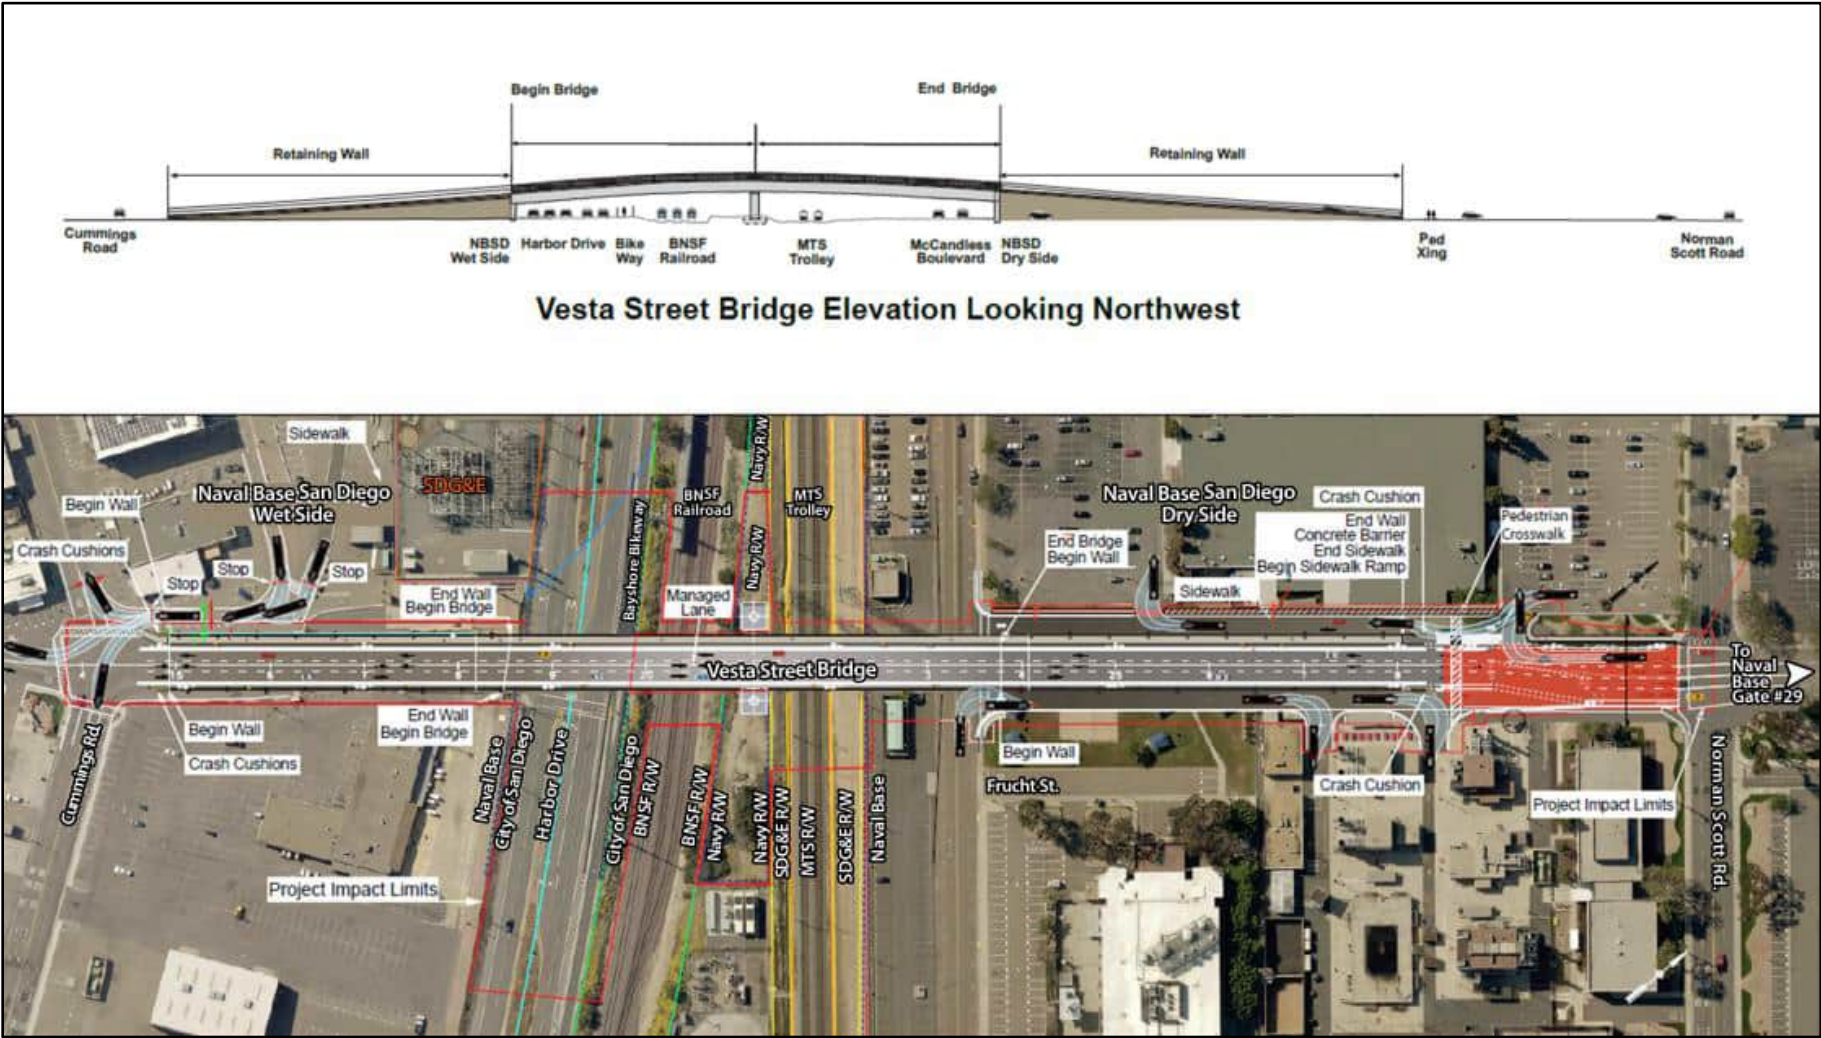 Begin Bridge
End Bridge
Retaining Wall
Retaining Wall
Cummings
Road
NBSD
Wet Side
Harbor Drive
Bike
Way
BNSF
Railroad
MTS
Trolley
McCandless
Boulevard
NBSD
Dry Side
Ped
Xing
Norman
Scott Road
Vesta Street Bridge Elevation Looking Northwest
Sidewalk
SDG&E
Naval Base San Diego
Wet Side
Begin Wall
Crash Cushions
Stop
Stop
Stop
End Wall
Begin Bridge
Bayshore Bikeway
BNSF
Railroad
Navy R/W
Navy R/W
MTS
Trolley
Managed
Lane
End Bridge
Begin Wall
Naval Base San Diego
Dry Side
Crash Cushion
End Wall
Concrete Barrier
End Sidewalk
Begin Sidewalk Ramp
Pedestrian
Crosswalk
Sidewalk
Vesta Street Bridge
To
Naval
Base
Gate #29
Begin Wall
Crash Cushions
End Wall
Begin Bridge
Cummings Rd.
Project Impact Limits
Naval Base
City of San Diego
Harbor Drive
City of San Diego
BNSF R/W
BNSF R/W
Navy R/W
Navy R/W
SDG&E R/W
MTS R/W
SDG&E R/W
Naval Base
Begin Wall
Frucht St.
Crash Cushion
Project Impact Limits
Norman Scott Rd.